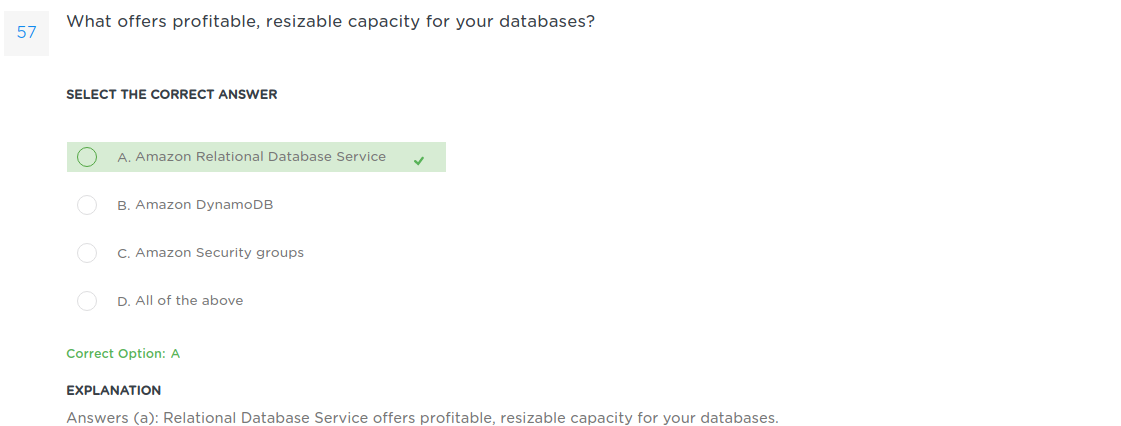 57
What offers profitable, resizable capacity for your databases?
SELECT THE CORRECT ANSWER
A. Amazon Relational Database Service
B. Amazon DynamoDB
C. Amazon Security groups
D. All of the above
Correct Option: A
EXPLANATION
Answers (a): Relational Database Service offers profitable, resizable capacity for your databases.